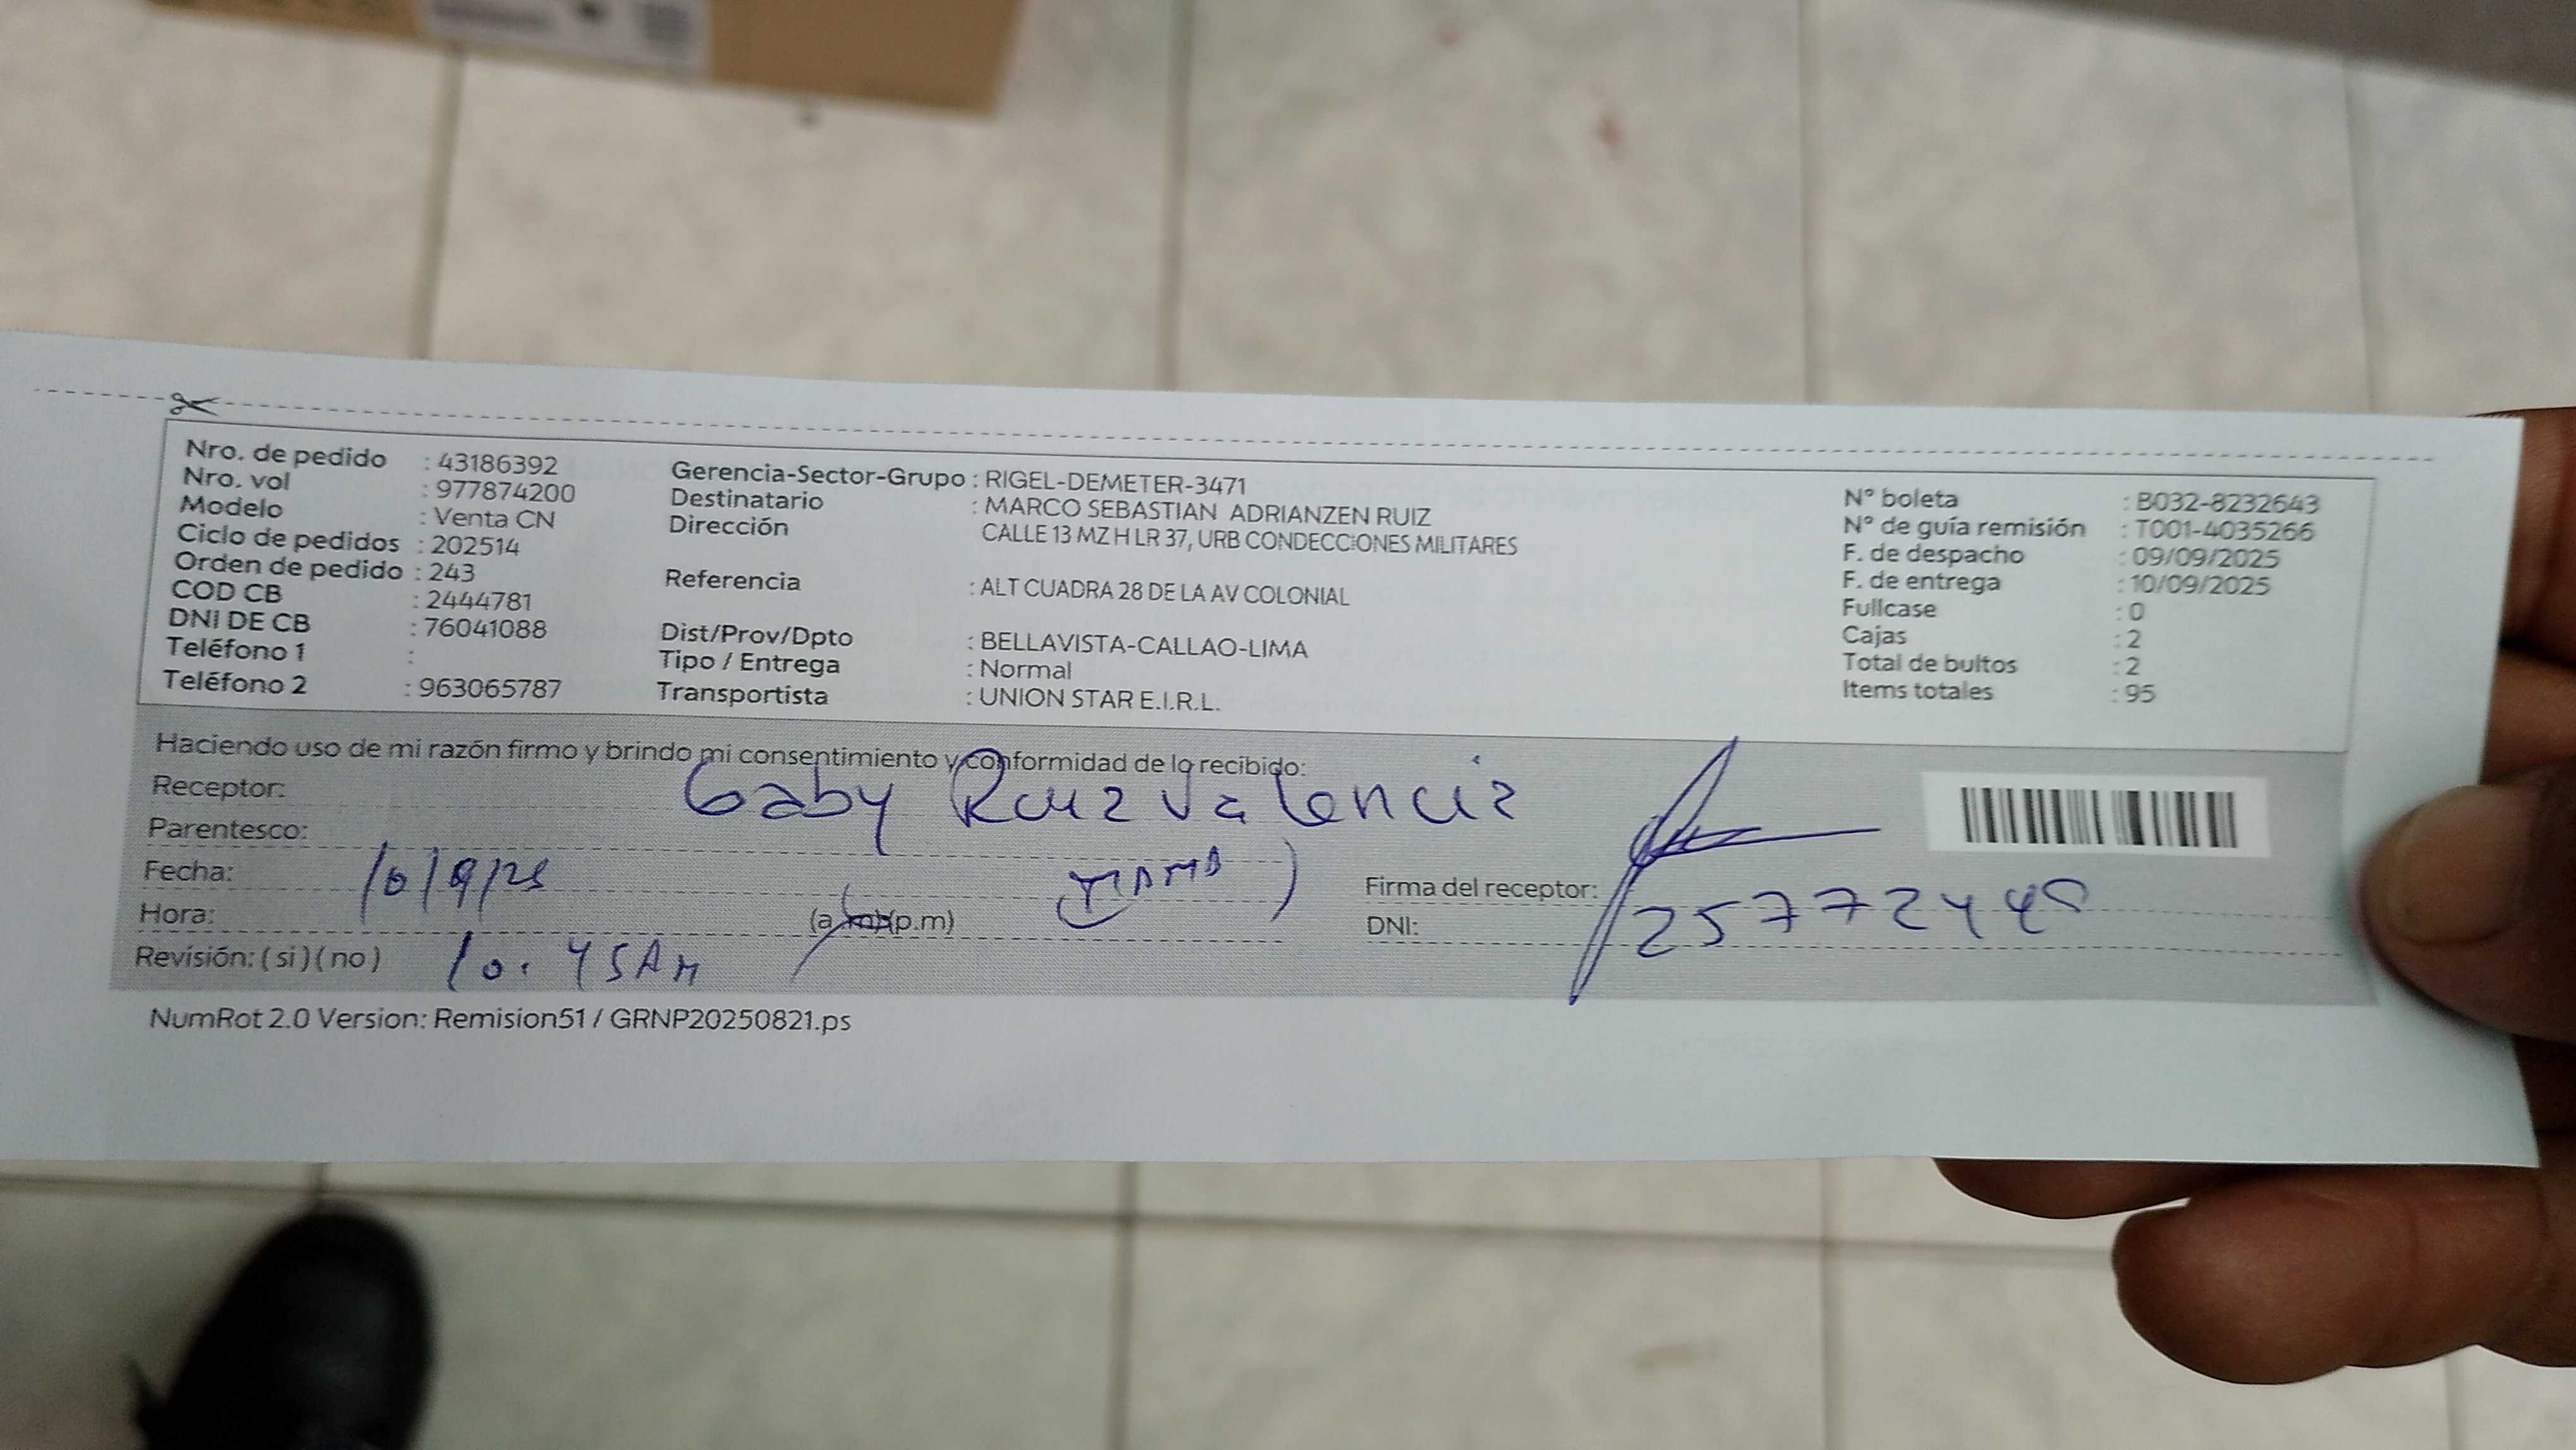 Nro. de pedido : 43186392
Nro. vol : 977874200
Modelo : Venta CN
Ciclo de pedidos : 202514
Orden de pedido : 243
COD CB : 2444781
DNI DE CB : 76041088
Teléfono 1 :
Teléfono 2 : 963065787
Gerencia-Sector-Grupo : RIGEL-DEMETER-3471
Destinatario : MARCO SEBASTIAN ADRIANZEN RUIZ
Dirección CALLE 13 MZ H LR 37, URB CONDECCIONES MILITARES
Referencia : ALT CUADRA 28 DE LA AV COLONIAL
Dist/Prov/Dpto : BELLAVISTA-CALLAO-LIMA
Tipo / Entrega : Normal
Transportista : UNION STAR E.I.R.L.
N° boleta : B032-8232643
N° de guía remisión : T001-4035266
F. de despacho : 09/09/2025
F. de entrega : 10/09/2025
Fullcase : 0
Cajas : 2
Total de bultos : 2
Items totales : 95
Haciendo uso de mi razón firmo y brindo mi consentimiento y conformidad de lo recibido:
Receptor: Gaby Ruiz Valencia
Parentesco: (MAMA)
Fecha: 10/9/25
Hora: 10:45AM (a.m)(p.m)
Revisión: ( si ) ( no )
Firma del receptor:
DNI: 25772440
NumRot 2.0 Version: Remision51 / GRNP20250821.ps